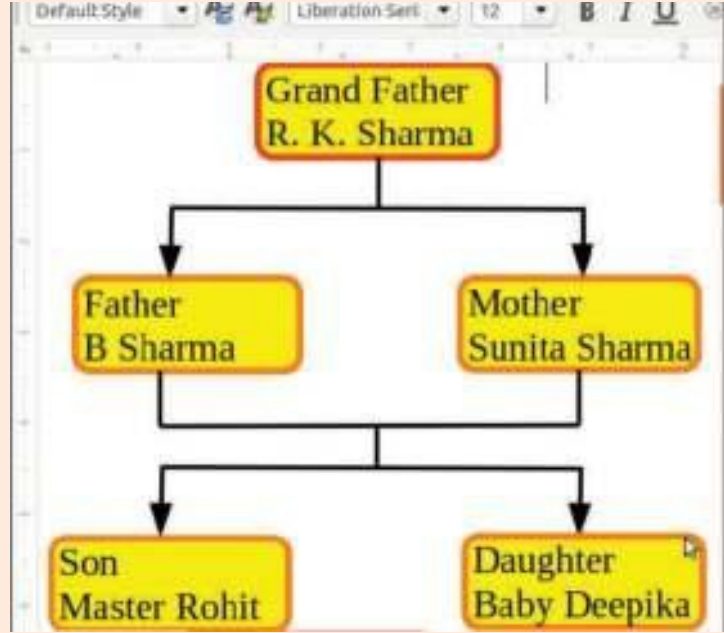 Default Style
Liberation Seri
12
B I U
Grand Father
R. K. Sharma
Father
B Sharma
Mother
Sunita Sharma
Son
Master Rohit
Daughter
Baby Deepika